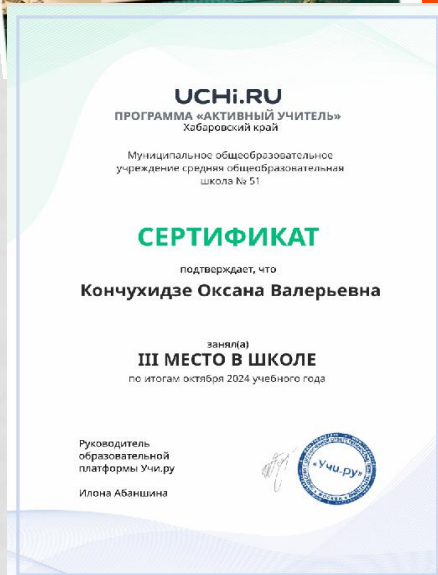 UCHi.RU
ПРОГРАММА «АКТИВНЫЙ УЧИТЕЛЬ»
Хабаровский край
Муниципальное общеобразовательное
учреждение средняя общеобразовательная
школа № 51
СЕРТИФИКАТ
подтверждает, что
Кончухидзе Оксана Валерьевна
занял(а)
III МЕСТО В ШКОЛЕ
по итогам октября 2024 учебного года
Руководитель
образовательной
платформы Учи.ру
Илона Абаншина
«Учи.ру»